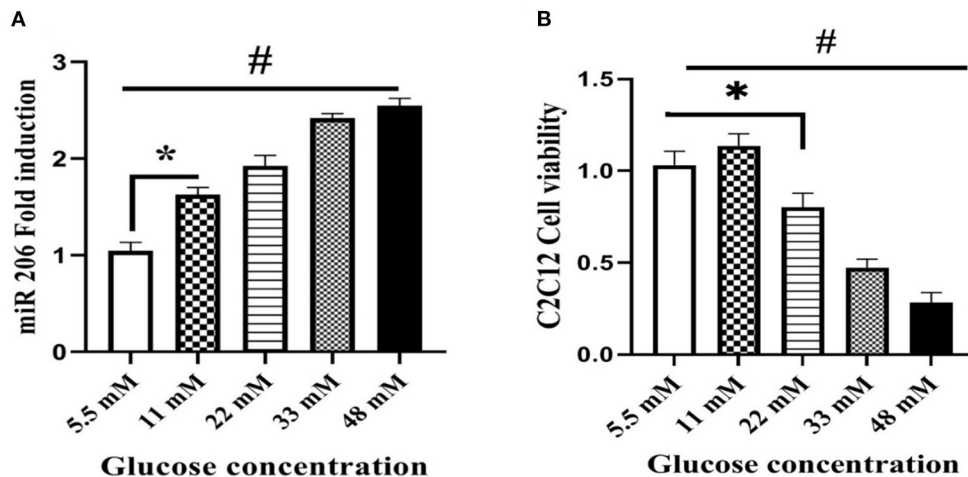 A
miR 206 Fold induction
3
2
1
0
#
*
5.5 mM
11 mM
22 mM
33 mM
48 mM
Glucose concentration
B
C2C12 Cell viability
1.5
1.0
0.5
0.0
#
*
5.5 mM
11 mM
22 mM
33 mM
48 mM
Glucose concentration